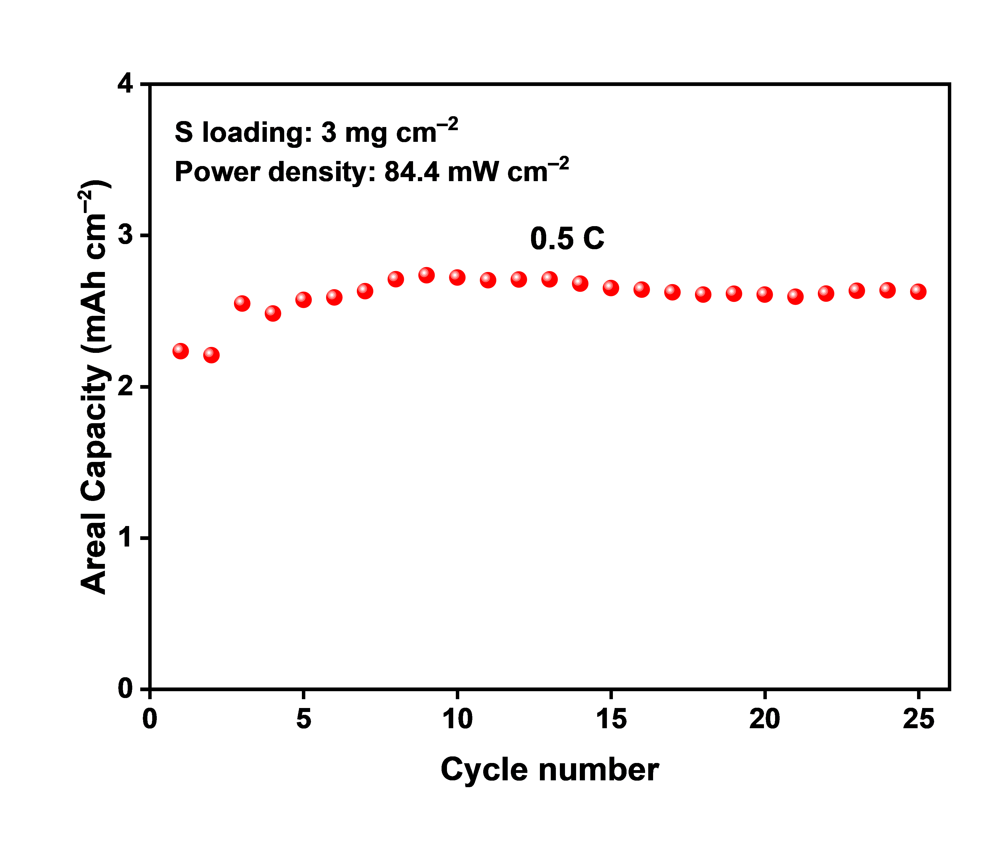 S loading: 3 mg cm⁻²
Power density: 84.4 mW cm⁻²
0.5 C
Areal Capacity (mAh cm⁻²)
4
3
2
1
0
0 5 10 15 20 25
Cycle number